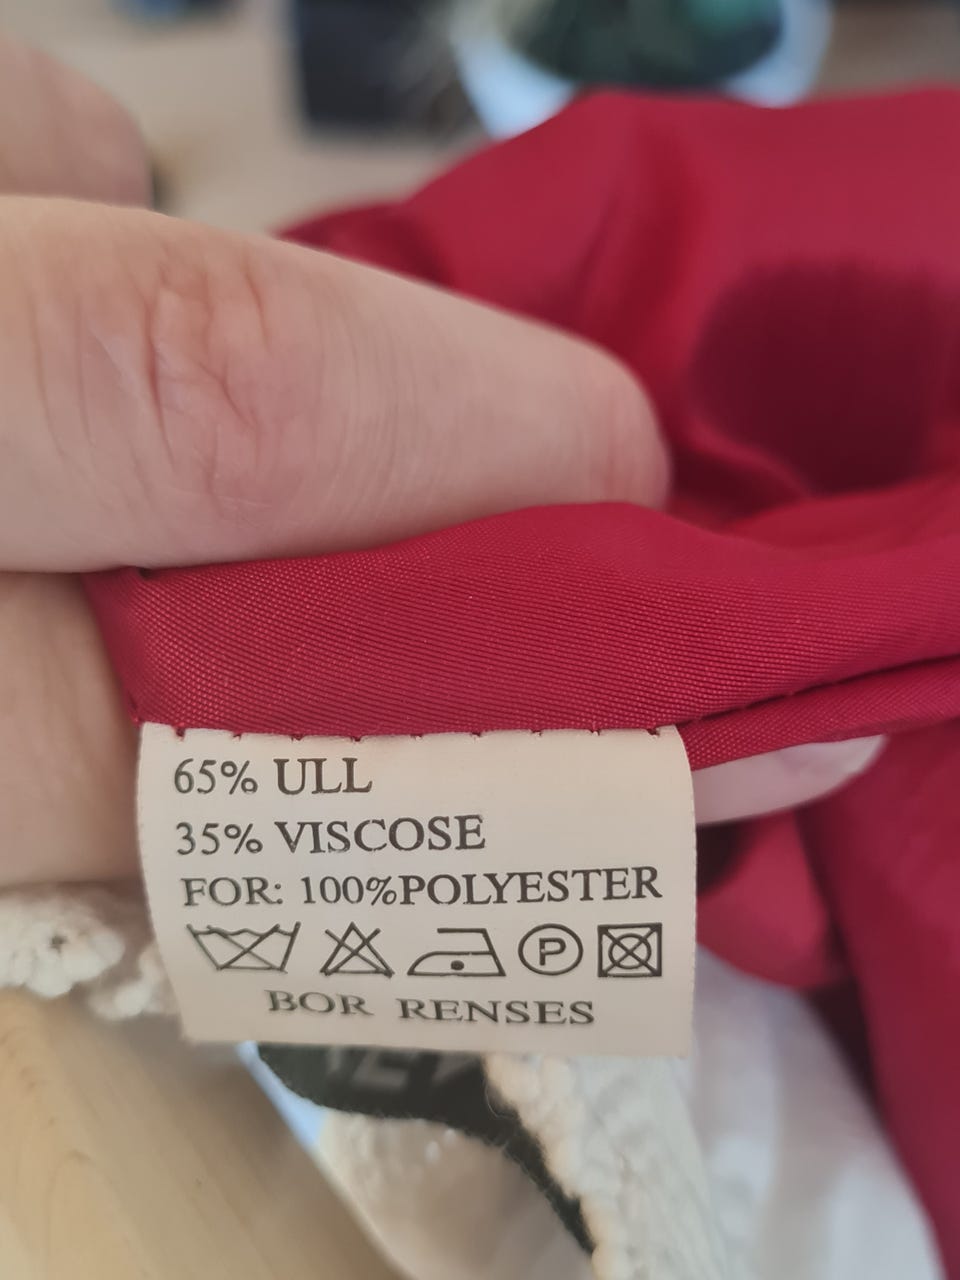 65% ULL
35% VISCOSE
FOR: 100%POLYESTER
P
BOR RENSES